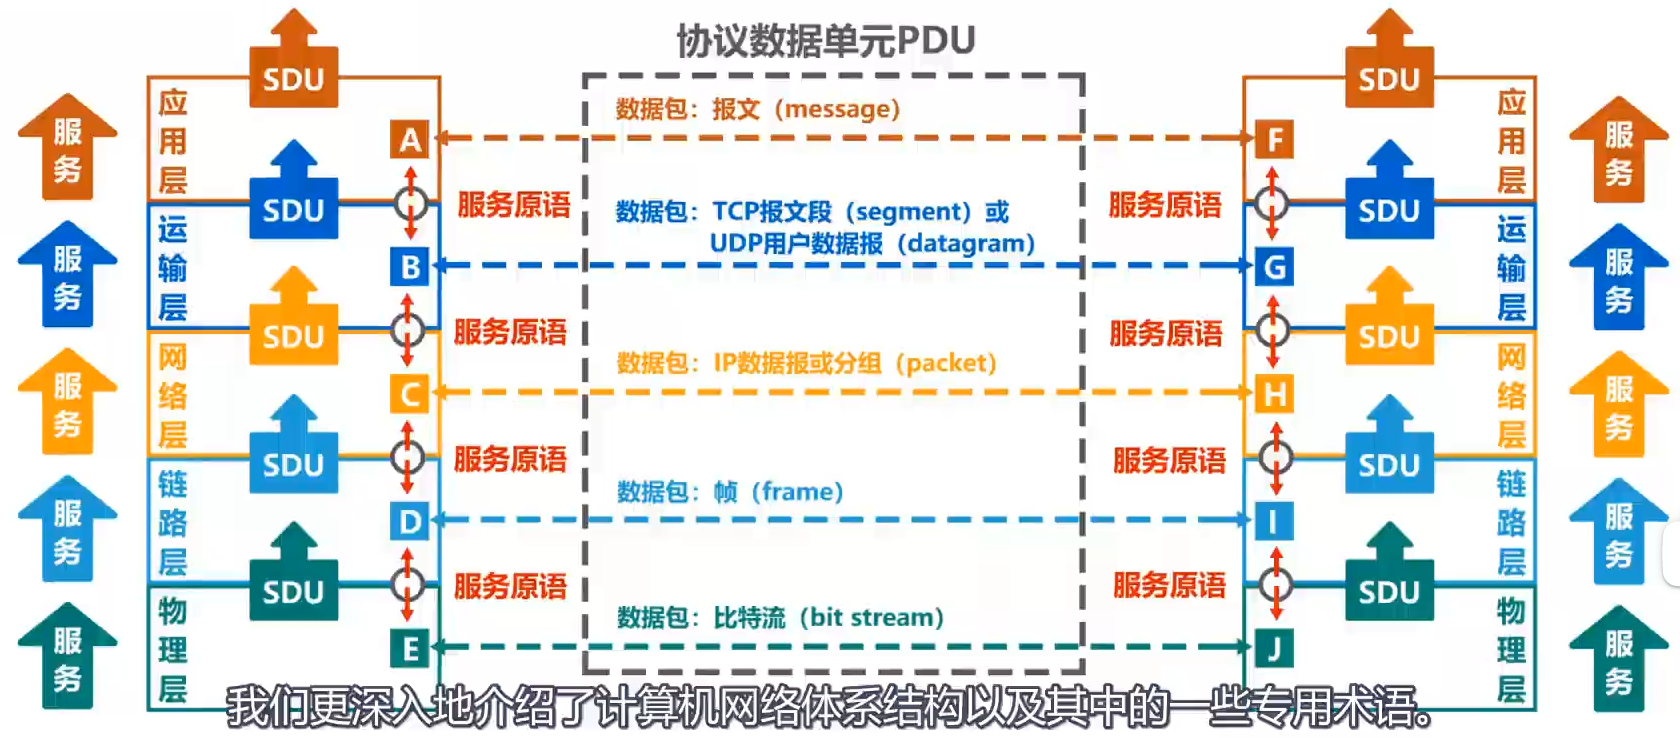 协议数据单元PDU
SDU
SDU
应用层
服务
数据包：报文（message）
A
F
应用层
服务
服务原语
服务原语
SDU
SDU
运输层
服务
数据包：TCP报文段（segment）或
UDP用户数据报（datagram）
B
G
运输层
服务
服务原语
服务原语
SDU
SDU
网络层
服务
数据包：IP数据报或分组（packet）
C
H
网络层
服务
服务原语
服务原语
SDU
SDU
链路层
服务
数据包：帧（frame）
D
I
链路层
服务
服务原语
服务原语
SDU
SDU
物理层
服务
数据包：比特流（bit stream）
E
J
物理层
服务
我们更深入地介绍了计算机网络体系结构以及其中的一些专用术语。